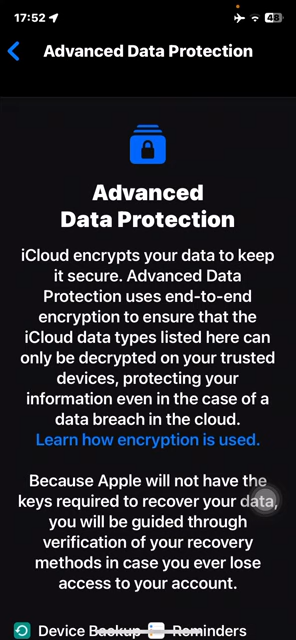 17:52
48
Advanced Data Protection
Advanced
Data Protection
iCloud encrypts your data to keep
it secure. Advanced Data
Protection uses end-to-end
encryption to ensure that the
iCloud data types listed here can
only be decrypted on your trusted
devices, protecting your
information even in the case of a
data breach in the cloud.
Learn how encryption is used.
Because Apple will not have the
keys required to recover your data,
you will be guided through
verification of your recovery
methods in case you ever lose
access to your account.
Device Backup Reminders